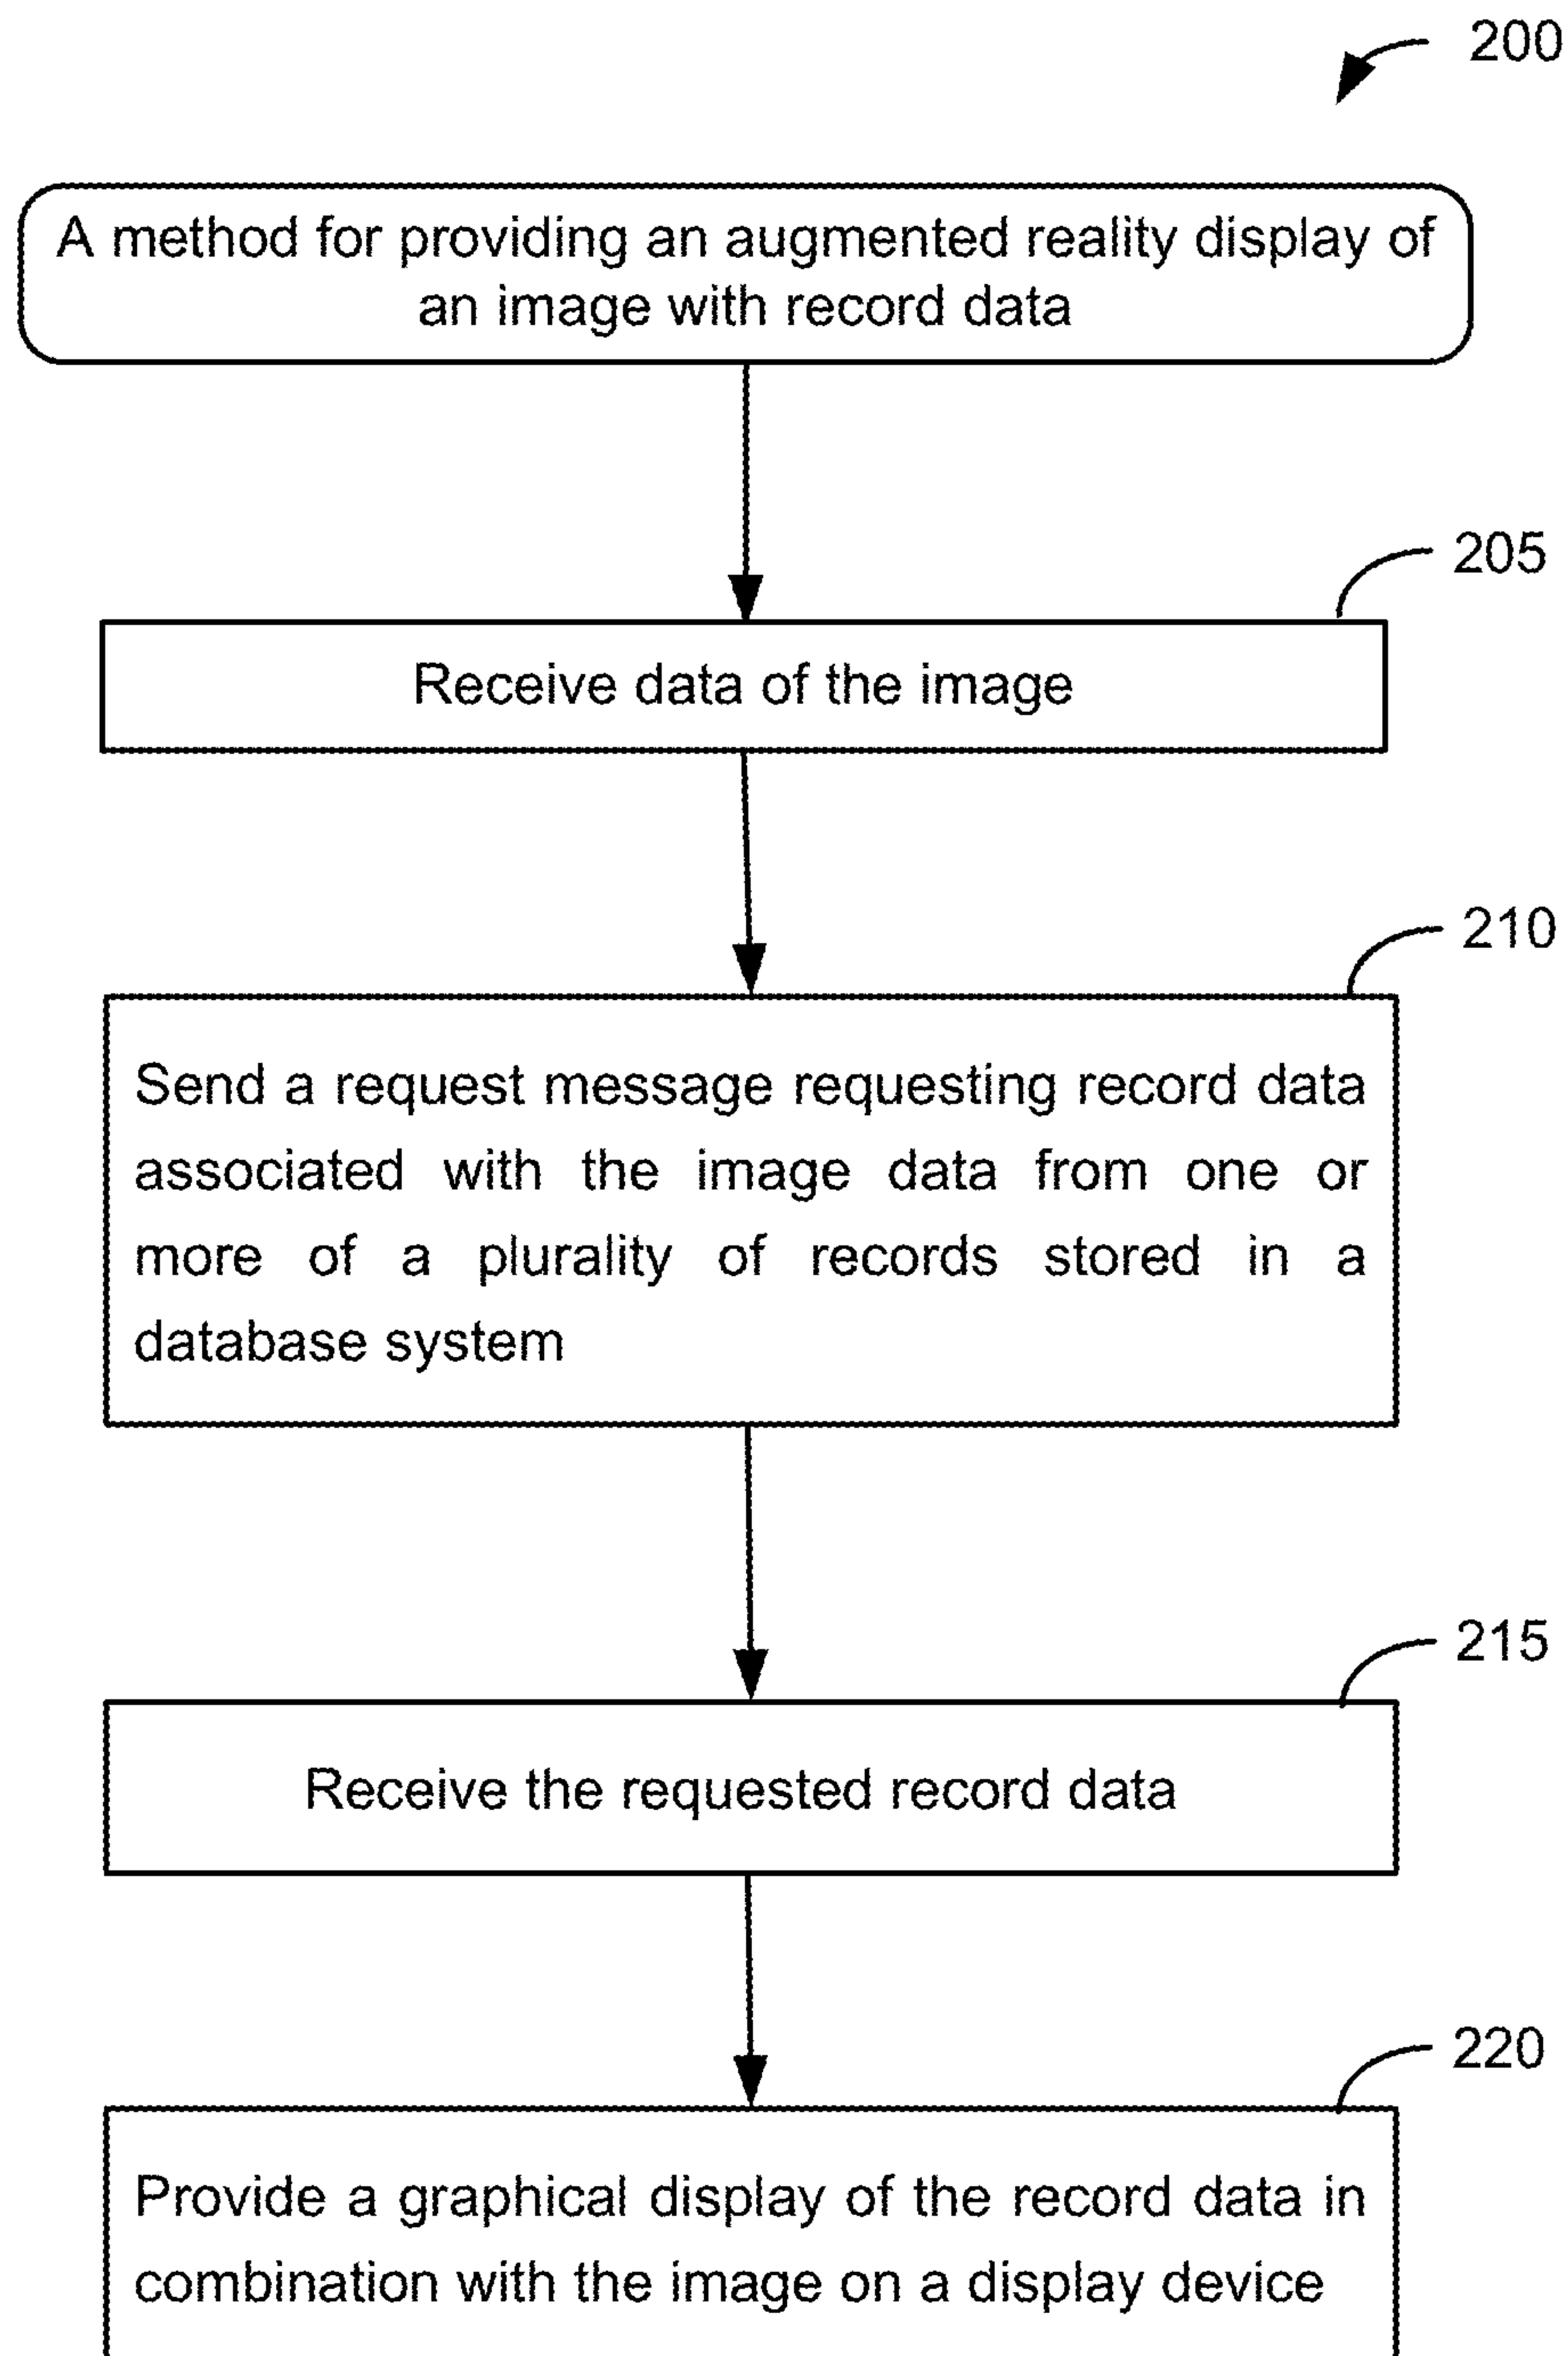 200
A method for providing an augmented reality display of
an image with record data
205
Receive data of the image
210
Send a request message requesting record data
associated with the image data from one or
more of a plurality of records stored in a
database system
215
Receive the requested record data
220
Provide a graphical display of the record data in
combination with the image on a display device